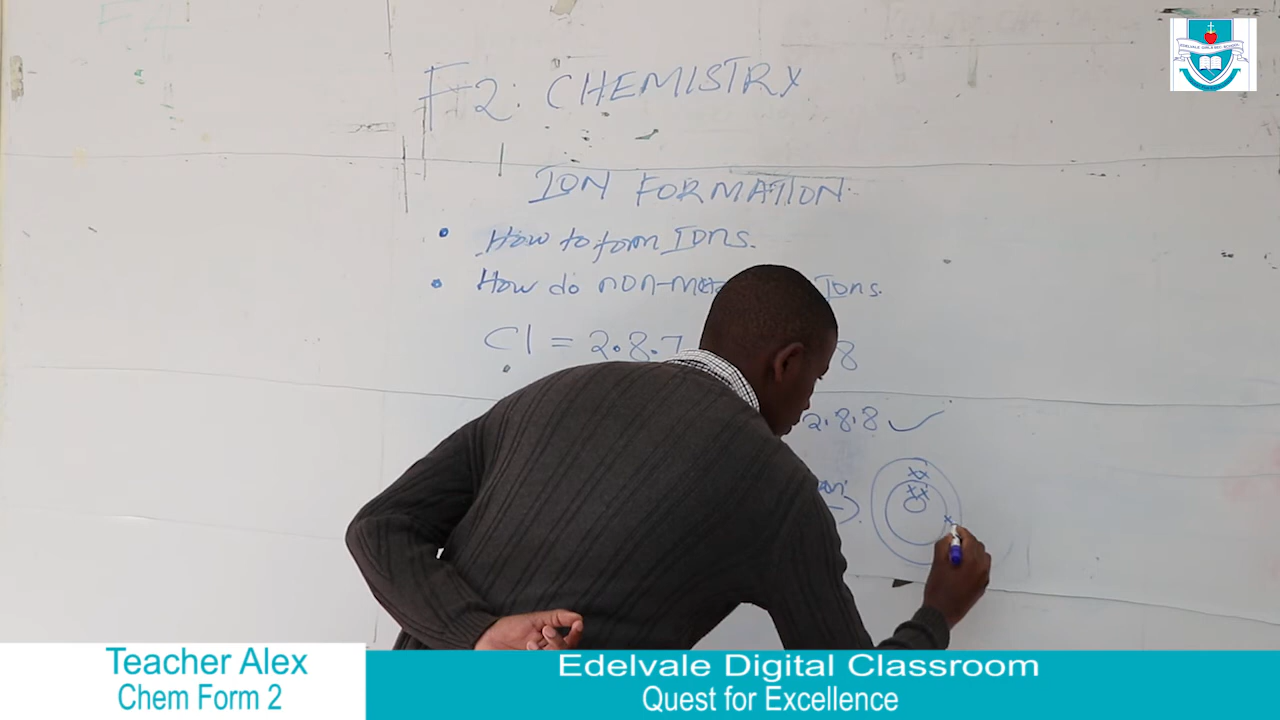 F2: CHEMISTRY
ION FORMATION.
• How to form Ions.
• How do non-met Ions.
Cl = 2.8.7 8
2.8.8 ✓
Teacher Alex
Chem Form 2
Edelvale Digital Classroom
Quest for Excellence